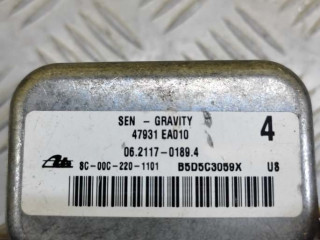 SEN - GRAVITY
47931 EA010
4
06.2117-0189.4
Ate
8C-00C-220-1101 B5D5C3059X US